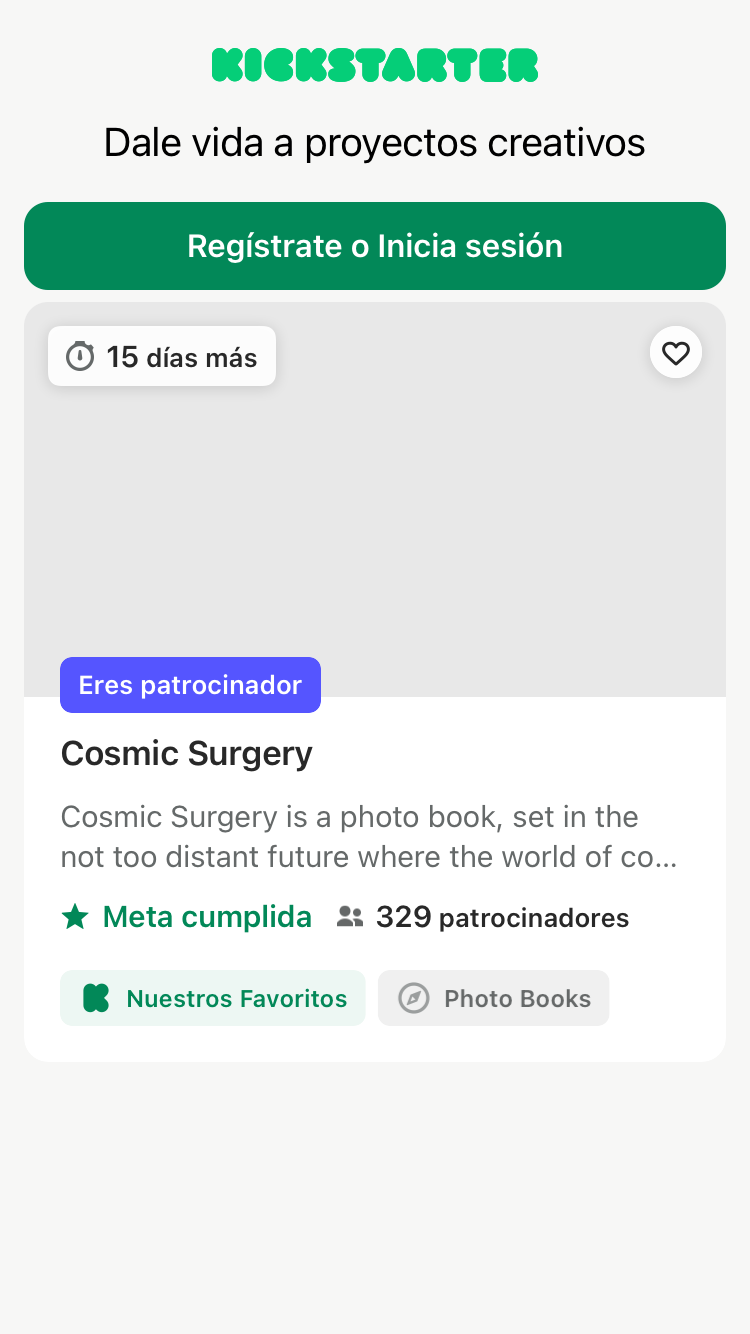 KICKSTARTER
Dale vida a proyectos creativos
Regístrate o Inicia sesión
15 días más
Eres patrocinador
Cosmic Surgery
Cosmic Surgery is a photo book, set in the
not too distant future where the world of co...
Meta cumplida 329 patrocinadores
Nuestros Favoritos Photo Books